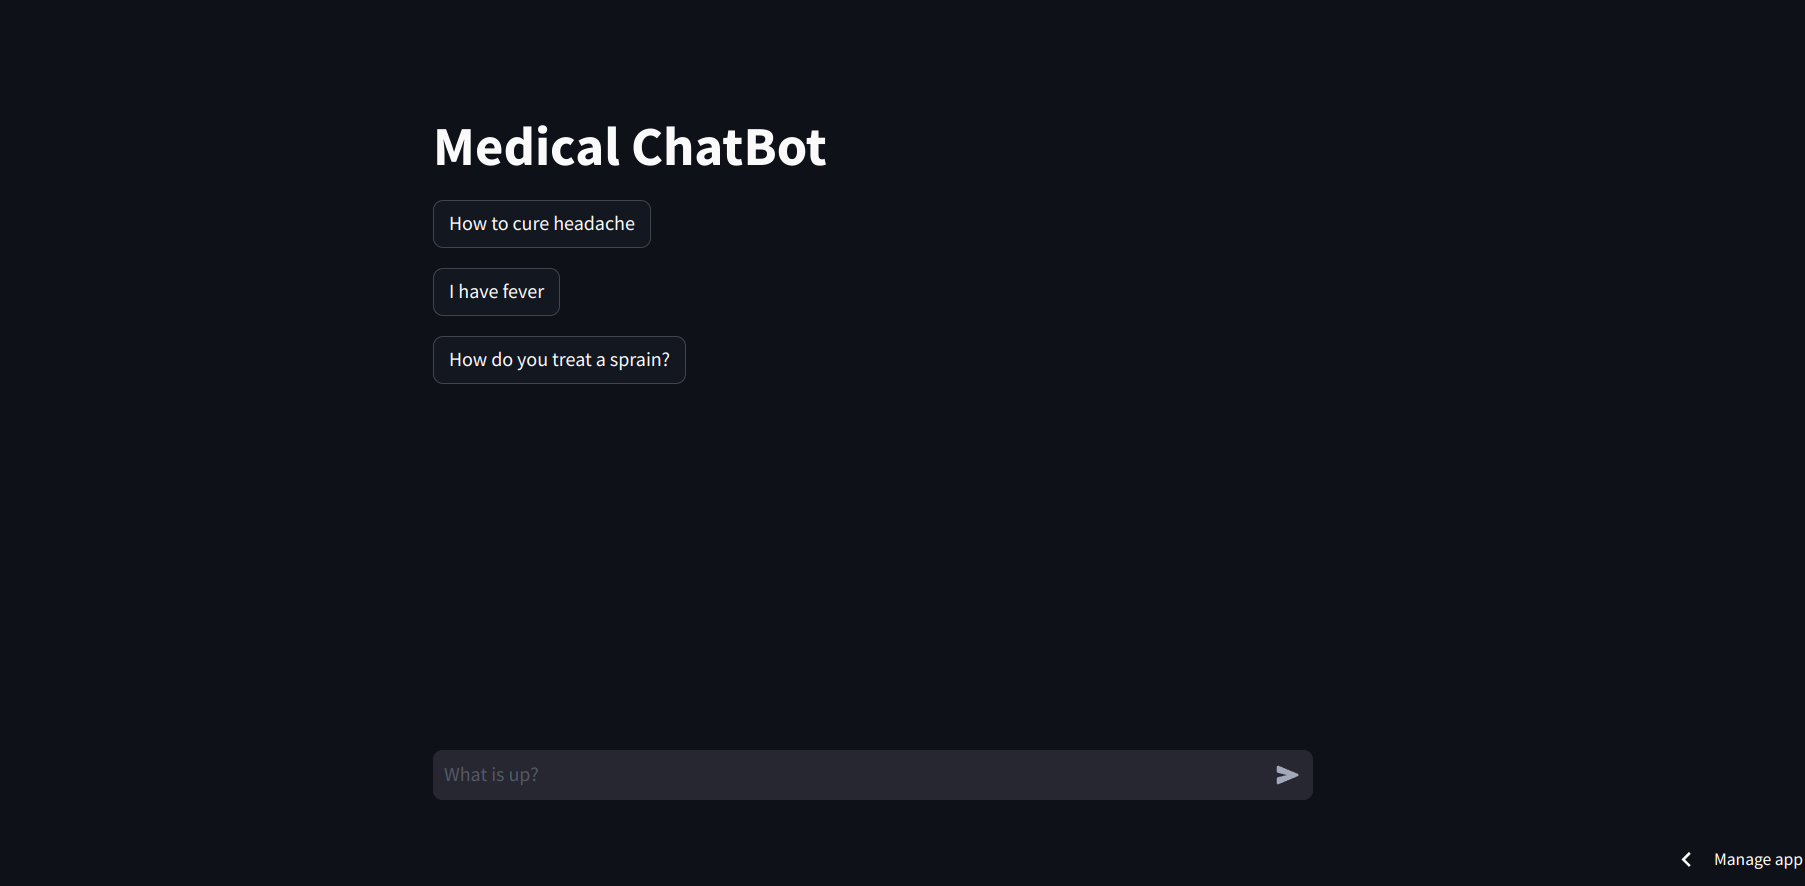 Medical ChatBot
How to cure headache
I have fever
How do you treat a sprain?
What is up?
Manage app